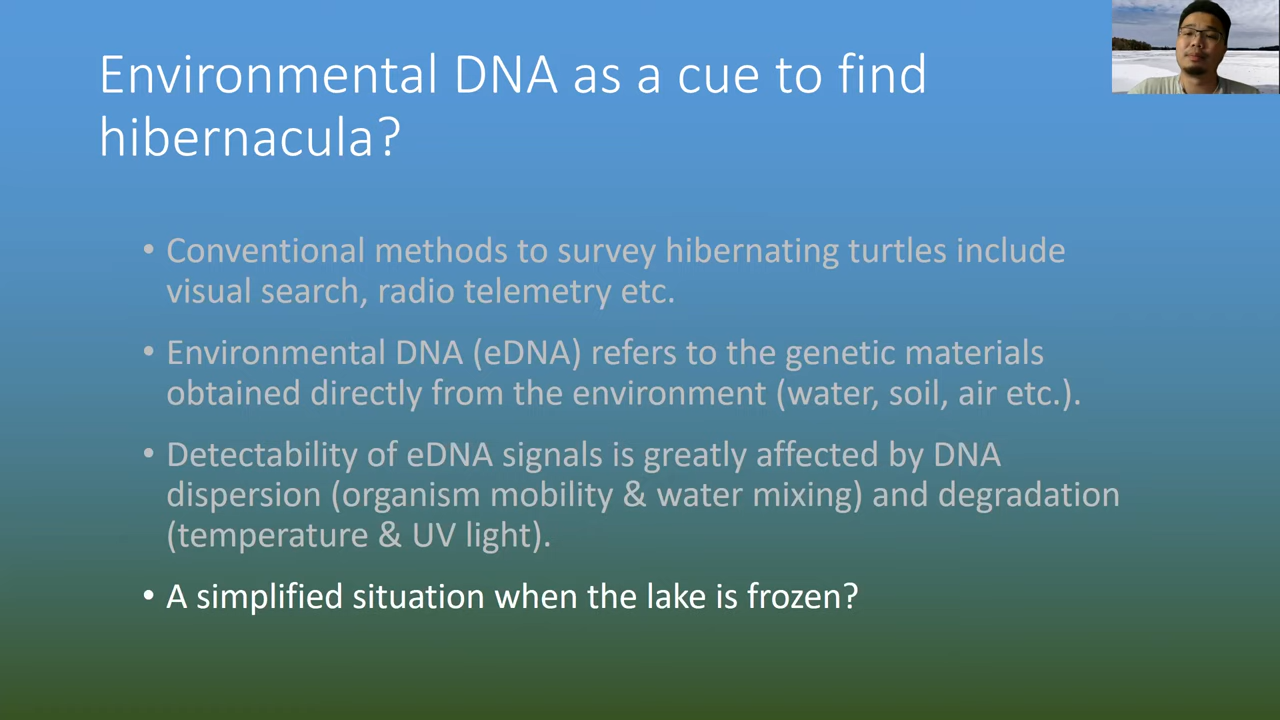 Environmental DNA as a cue to find
hibernacula?
• Conventional methods to survey hibernating turtles include
visual search, radio telemetry etc.
• Environmental DNA (eDNA) refers to the genetic materials
obtained directly from the environment (water, soil, air etc.).
• Detectability of eDNA signals is greatly affected by DNA
dispersion (organism mobility & water mixing) and degradation
(temperature & UV light).
• A simplified situation when the lake is frozen?